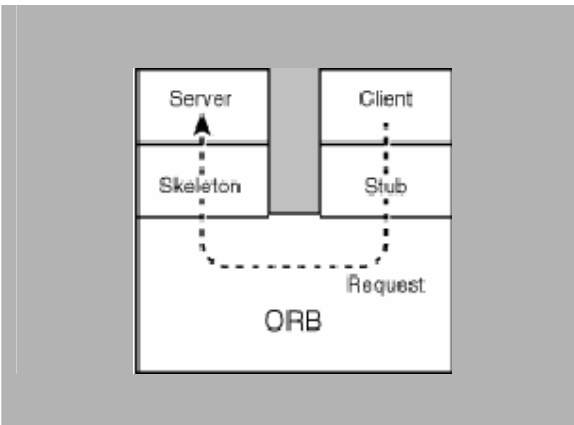 Server
Client
Skeleton
Stub
Request
ORB